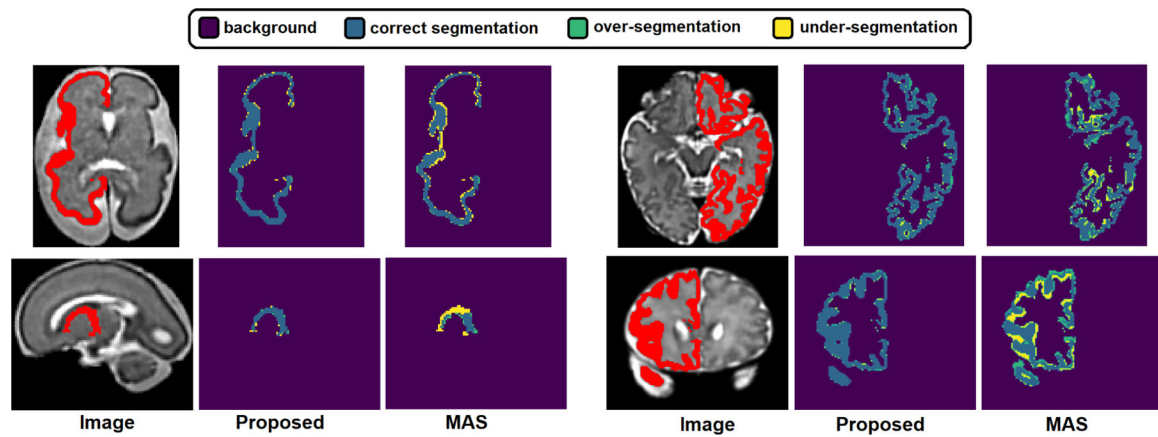 background correct segmentation over-segmentation under-segmentation
Image Proposed MAS Image Proposed MAS